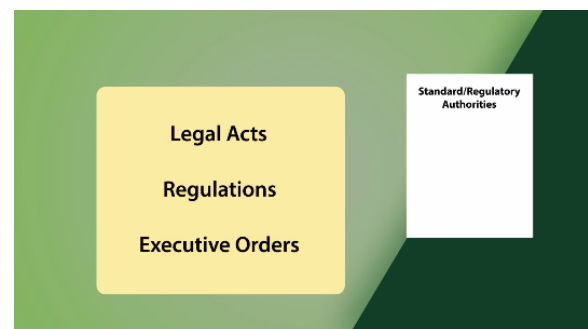 Legal Acts
Regulations
Executive Orders
Standard/Regulatory
Authorities